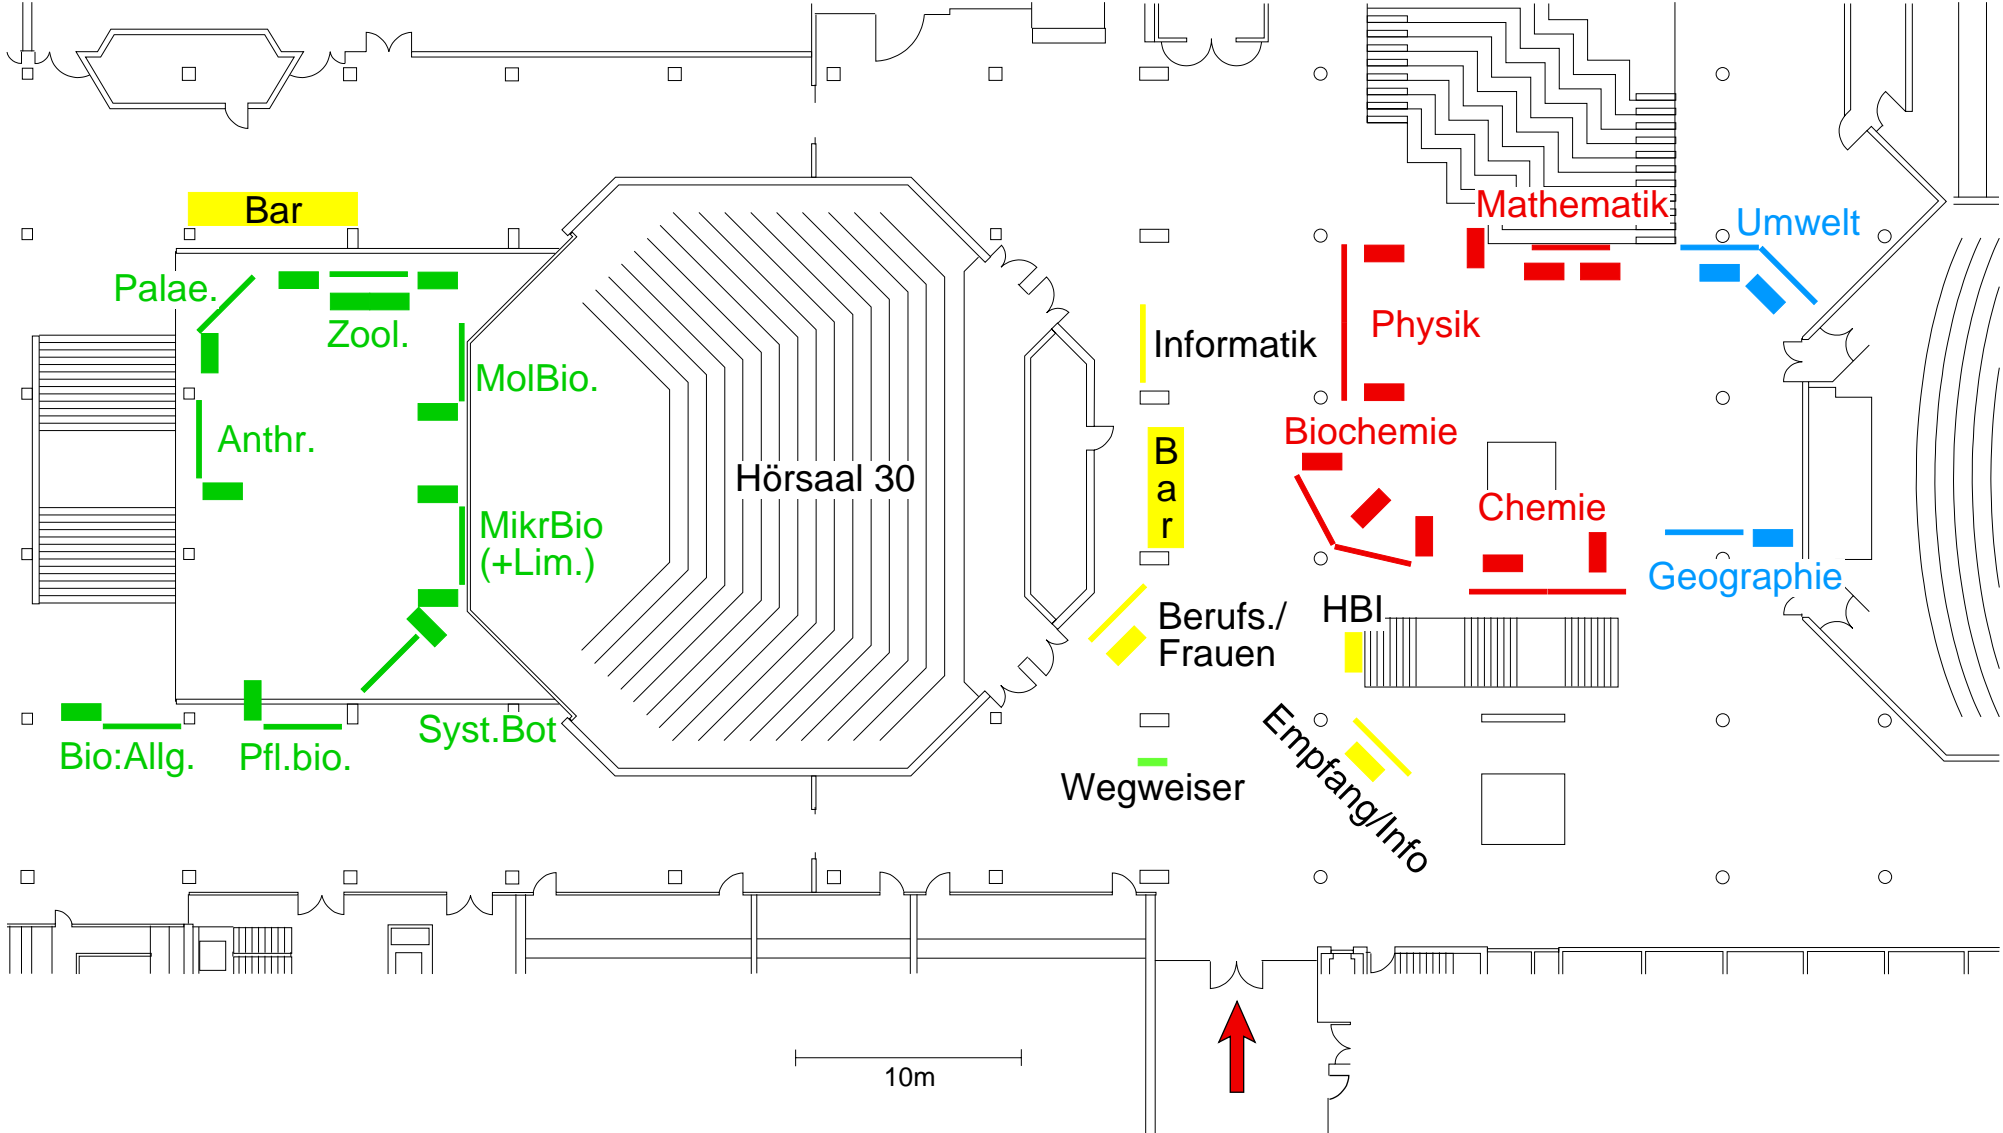 Bar
Mathematik
Umwelt
Palae.
Zool.
Informatik
Physik
MolBio.
Anthr.
Biochemie
Hörsaal 30
B
a
r
Chemie
MikrBio
(+Lim.)
Geographie
Berufs./
Frauen
HBI
Syst.Bot
Bio:Allg.
Pfl.bio.
Empfang/Info
Wegweiser
10m